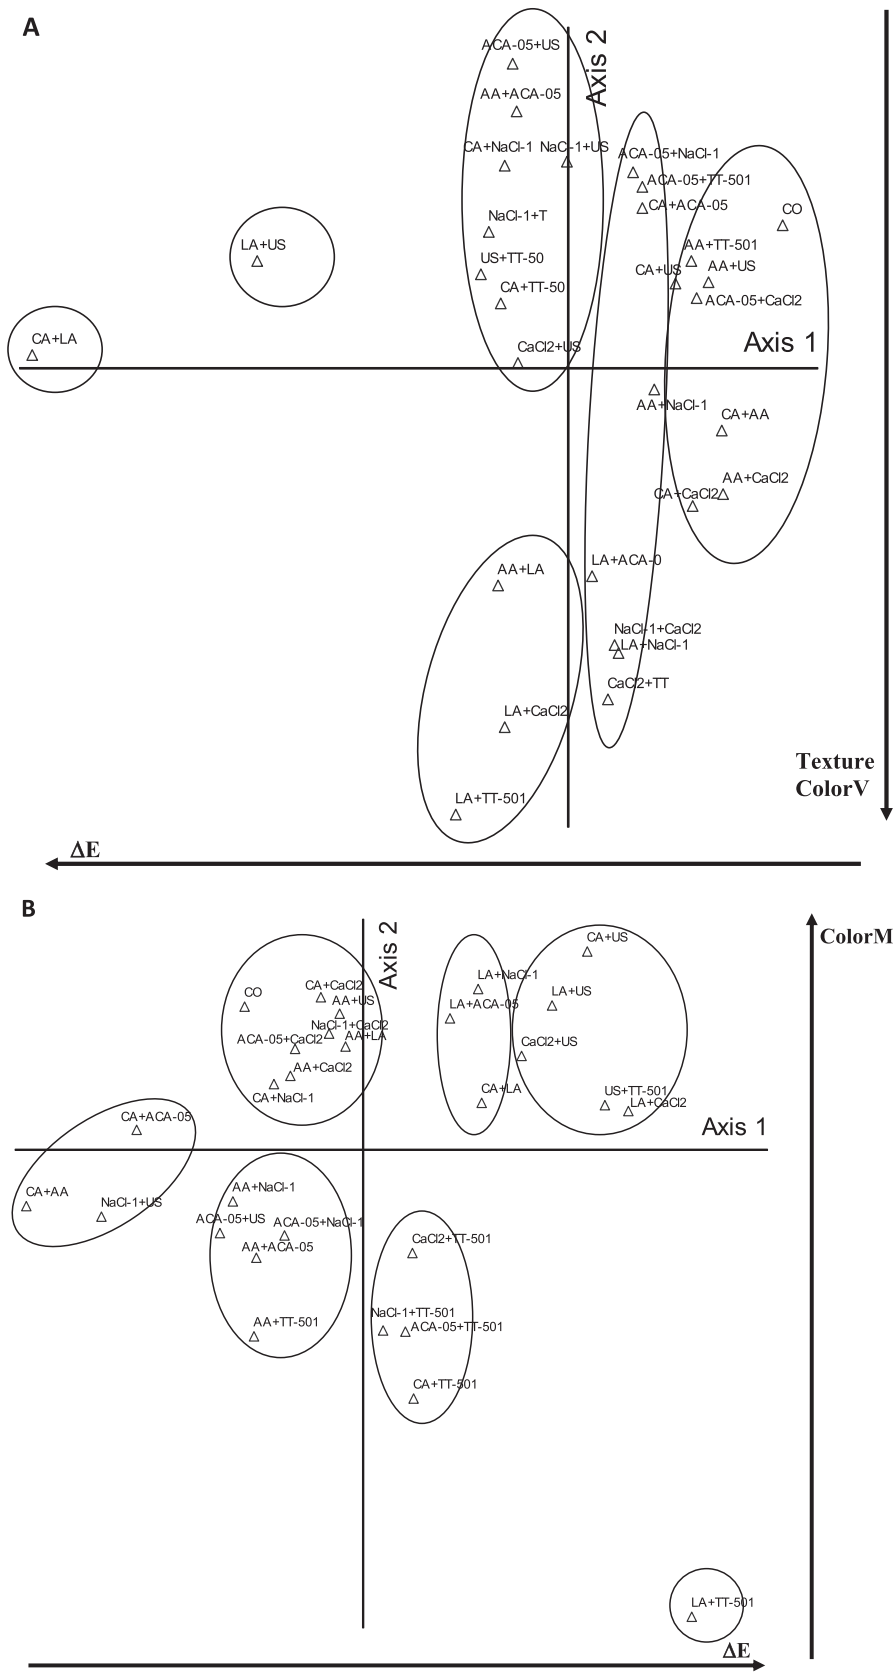 A
Axis 2
ACA-05+US
AA+ACA-05
CA+NaCl-1
NaCl-1+US
ACA-05+NaCl-1
ACA-05+TT-501
CA+ACA-05
CO
NaCl-1+T
LA+US
AA+TT-501
US+TT-50
CA+US
AA+US
CA+TT-50
ACA-05+CaCl2
CA+LA
CaCl2+US
Axis 1
AA+NaCl-1
CA+AA
AA+CaCl2
CA+CaCl2
LA+ACA-0
AA+LA
NaCl-1+CaCl2
LA+NaCl-1
CaCl2+TT
LA+CaCl2
Texture
ColorV
LA+TT-501
ΔE
B
Axis 2
ColorM
CA+US
LA+NaCl-1
CO
CA+CaCl2
AA+US
LA+US
LA+ACA-05
NaCl-1+CaCl2
ACA-05+CaCl2
AA+LA
CaCl2+US
AA+CaCl2
CA+NaCl-1
CA+LA
US+TT-501
LA+CaCl2
CA+ACA-05
Axis 1
CA+AA
NaCl-1+US
AA+NaCl-1
ACA-05+US
ACA-05+NaCl-1
AA+ACA-05
CaCl2+TT-501
AA+TT-501
NaCl-1+TT-501
ACA-05+TT-501
CA+TT-501
LA+TT-501
ΔE